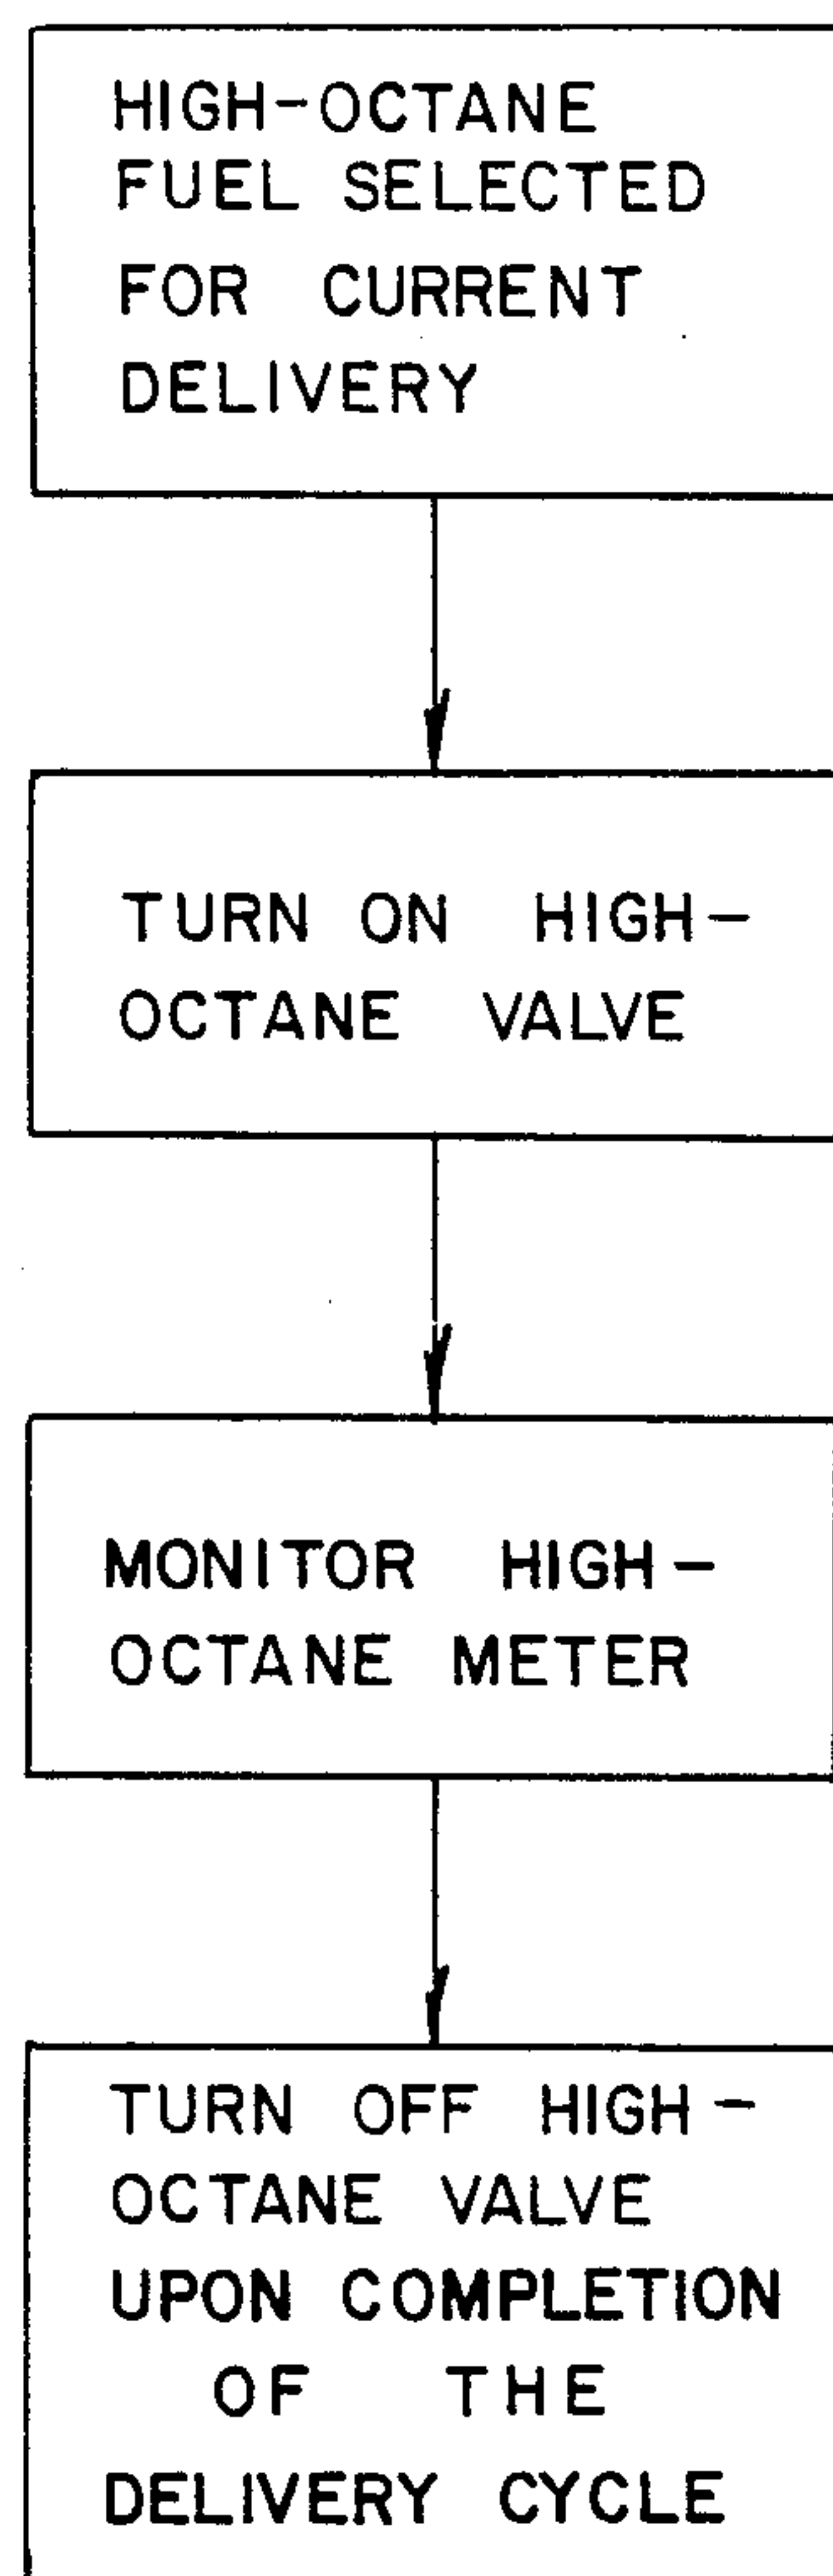 HIGH-OCTANE
FUEL SELECTED
FOR CURRENT
DELIVERY
TURN ON HIGH-
OCTANE VALVE
MONITOR HIGH-
OCTANE METER
TURN OFF HIGH-
OCTANE VALVE
UPON COMPLETION
OF THE
DELIVERY CYCLE